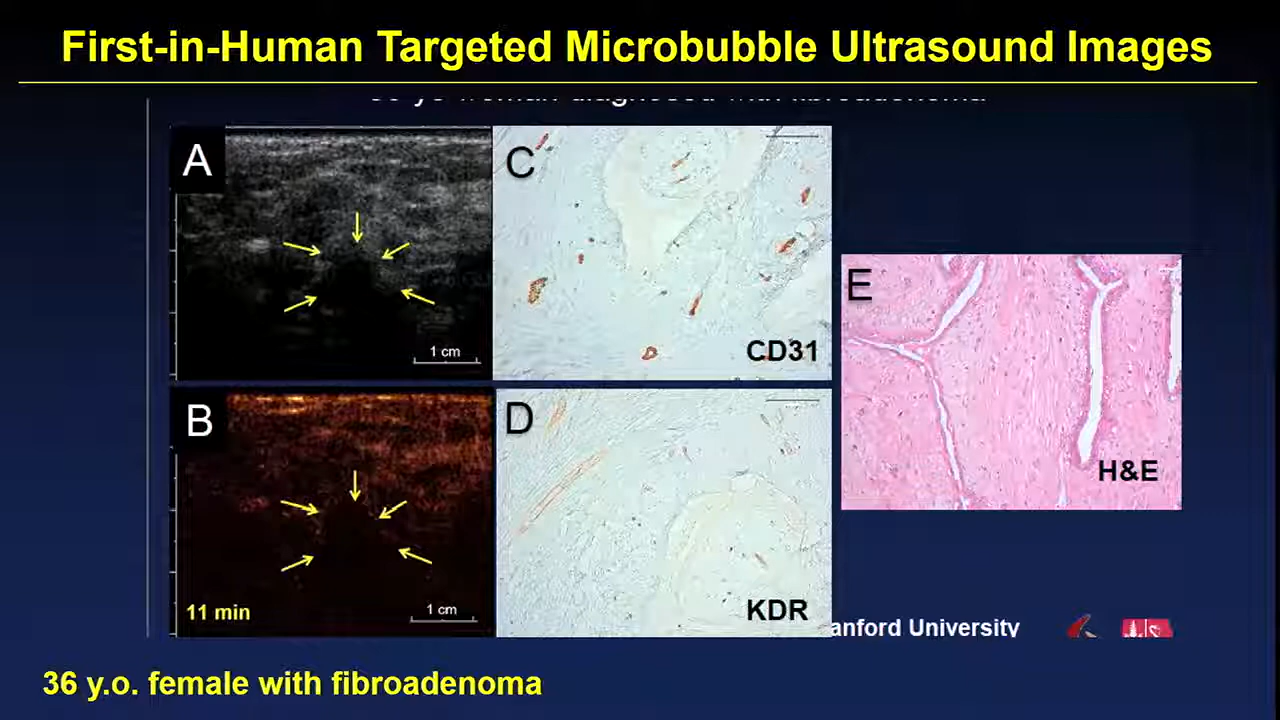 First-in-Human Targeted Microbubble Ultrasound Images
A
1 cm
C
CD31
B
11 min
1 cm
D
KDR
E
H&E
anford University
36 y.o. female with fibroadenoma